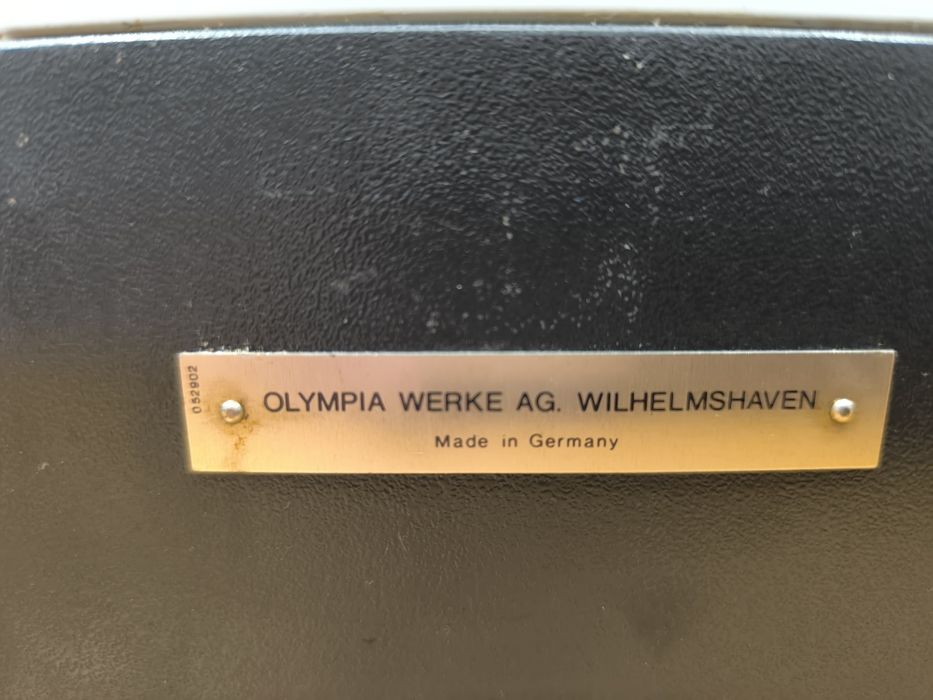 052902
OLYMPIA WERKE AG. WILHELMSHAVEN
Made in Germany